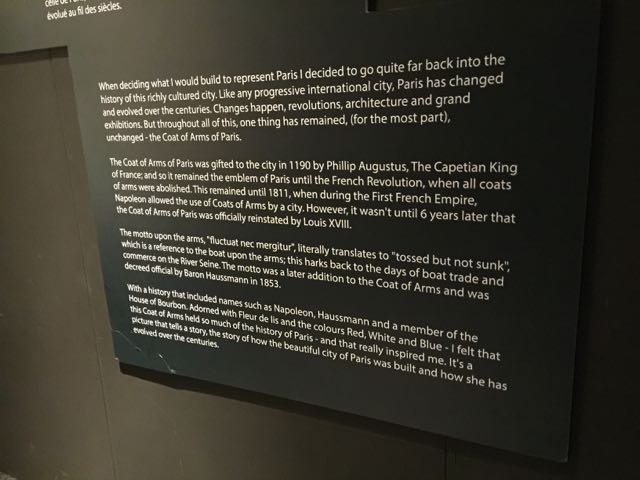 évolué au fil des siècles.
When deciding what I would build to represent Paris I decided to go quite far back into the
history of this richly cultured city. Like any progressive international city, Paris has changed
and evolved over the centuries. Changes happen, revolutions, architecture and grand
exhibitions. But throughout all of this, one thing has remained, (for the most part),
unchanged - the Coat of Arms of Paris.
The Coat of Arms of Paris was gifted to the city in 1190 by Phillip Augustus, The Capetian King
of France; and so it remained the emblem of Paris until the French Revolution, when all coats
of arms were abolished. This remained until 1811, when during the First French Empire,
Napoleon allowed the use of Coats of Arms by a city. However, it wasn't until 6 years later that
the Coat of Arms of Paris was officially reinstated by Louis XVIII.
The motto upon the arms, "fluctuat nec mergitur", literally translates to "tossed but not sunk",
which is a reference to the boat upon the arms; this harks back to the days of boat trade and
commerce on the River Seine. The motto was a later addition to the Coat of Arms and was
decreed official by Baron Haussmann in 1853.
With a history that included names such as Napoleon, Haussmann and a member of the
House of Bourbon. Adorned with Fleur de lis and the colours Red, White and Blue - I felt that
this Coat of Arms held so much of the history of Paris - and that really inspired me. It's a
picture that tells a story, the story of how the beautiful city of Paris was built and how she has
evolved over the centuries.